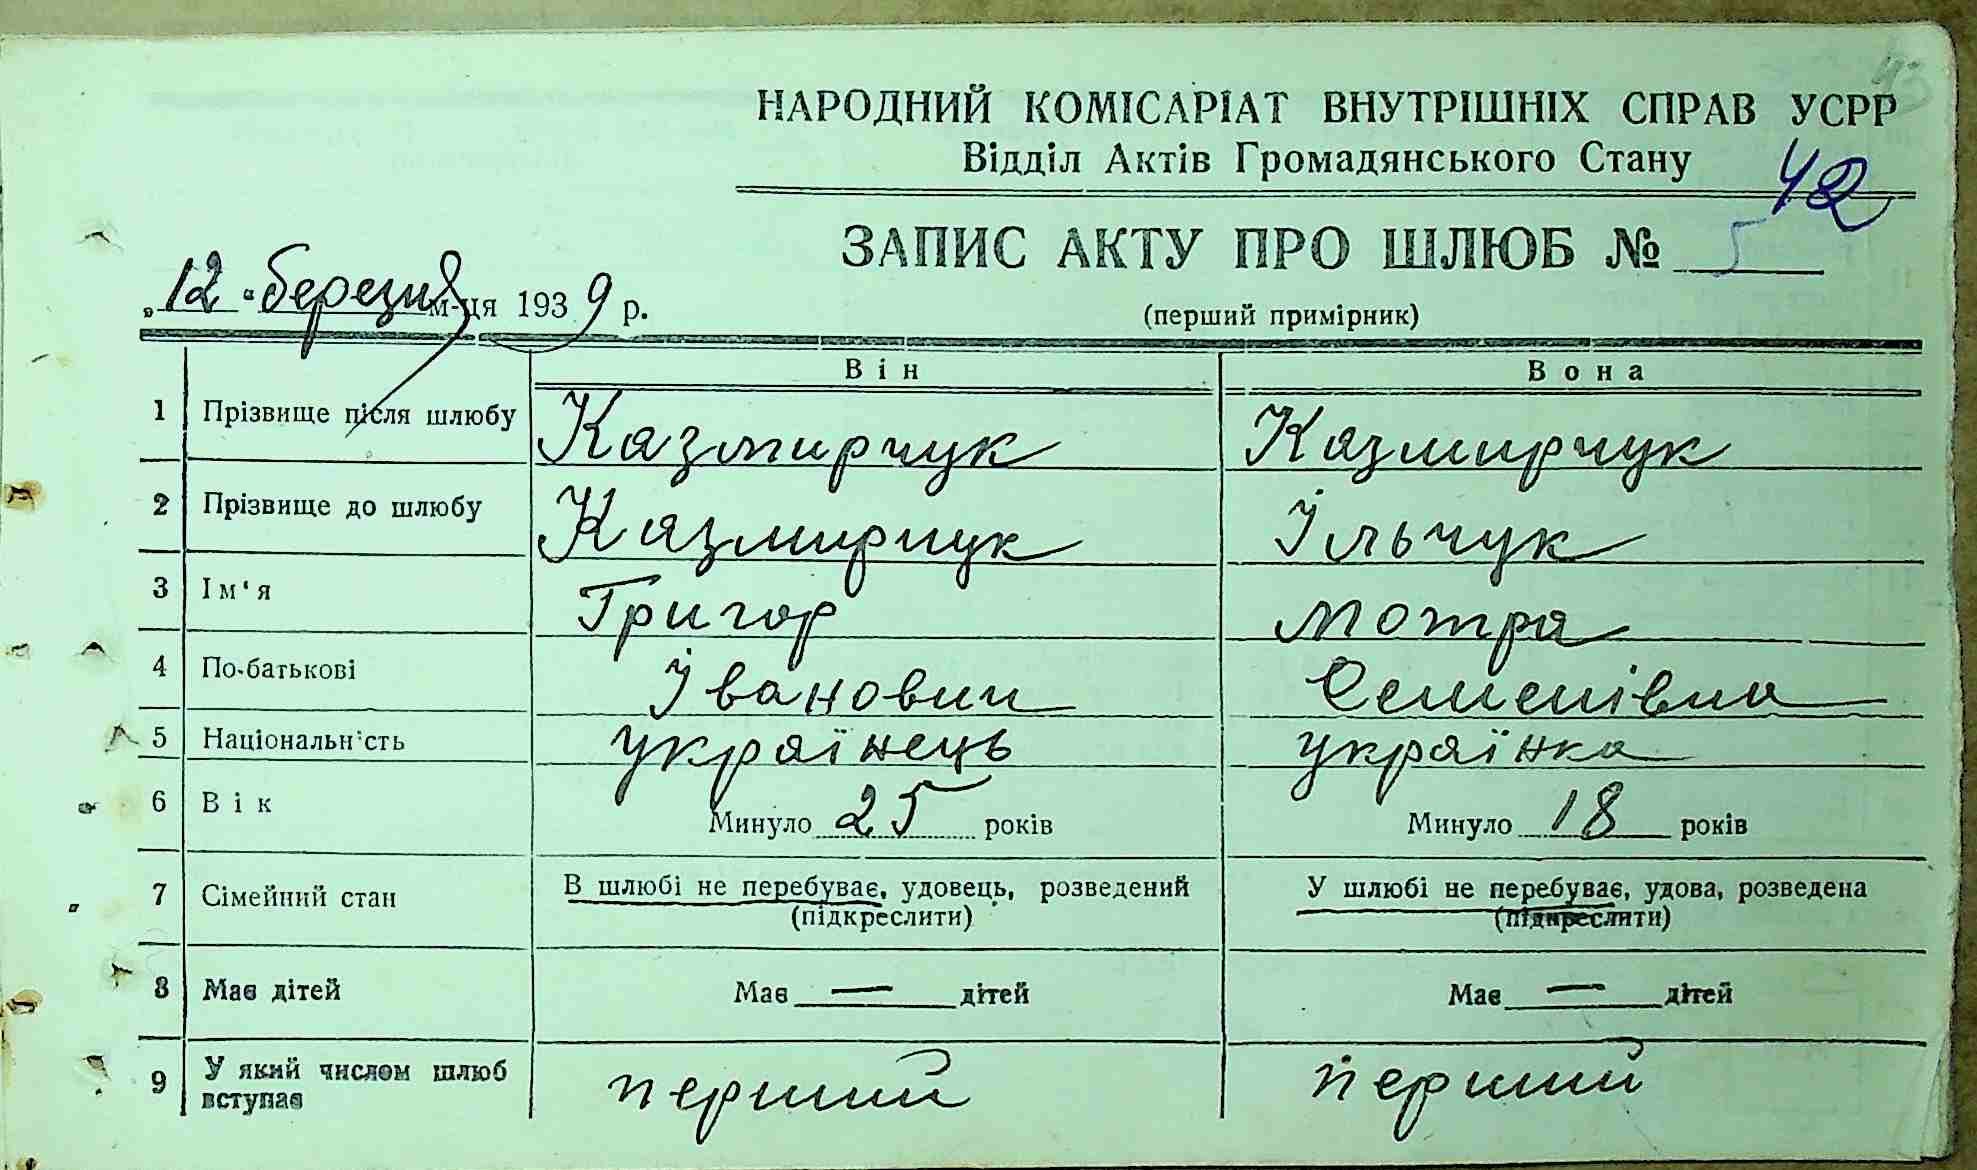 НАРОДНИЙ КОМІСАРІАТ ВНУТРІШНІХ СПРАВ УСРР
Відділ Актів Громадянського Стану
42
ЗАПИС АКТУ ПРО ШЛЮБ № 5
„12“ березня м-ця 1939 р.
(перший примірник)
Він Вона
1 Прізвище після шлюбу Казмирчук Казмирчук
2 Прізвище до шлюбу Казмирчук Ільчук
3 Ім'я Григор Мотря
4 По-батькові Іванович Семенівна
5 Національність українець українка
6 Вік Минуло 25 років Минуло 18 років
7 Сімейний стан В шлюбі не перебуває, удовець, розведений У шлюбі не перебуває, удова, розведена
(підкреслити) (підкреслити)
8 Має дітей Має — дітей Має — дітей
9 У який числом шлюб вступає перший перший